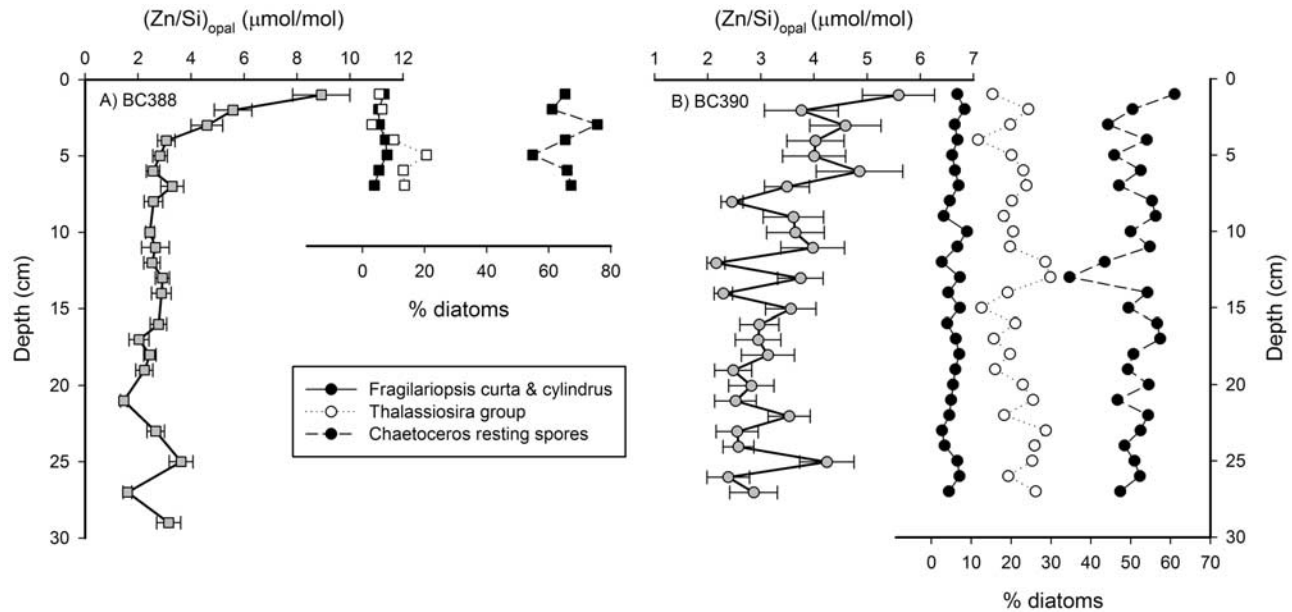 (Zn/Si)opal (μmol/mol)
0 2 4 6 8 10 12
A) BC388
0
5
10
15
20
25
30
Depth (cm)
0 20 40 60 80
% diatoms
Fragilariopsis curta & cylindrus
Thalassiosira group
Chaetoceros resting spores
(Zn/Si)opal (μmol/mol)
1 2 3 4 5 6 7
B) BC390
0
5
10
15
20
25
30
Depth (cm)
0 10 20 30 40 50 60 70
% diatoms